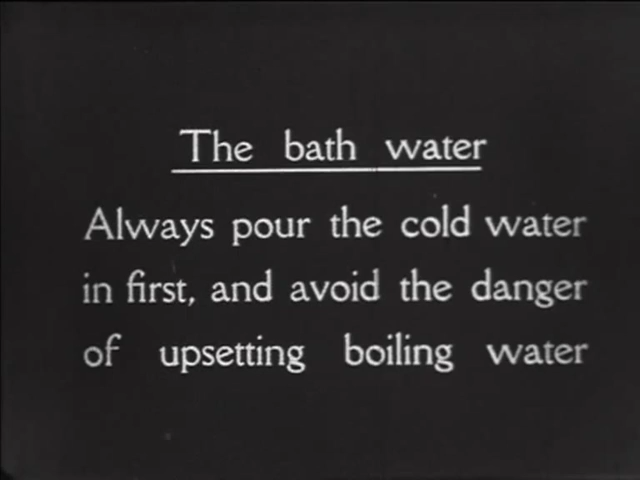 The bath water
Always pour the cold water
in first, and avoid the danger
of upsetting boiling water